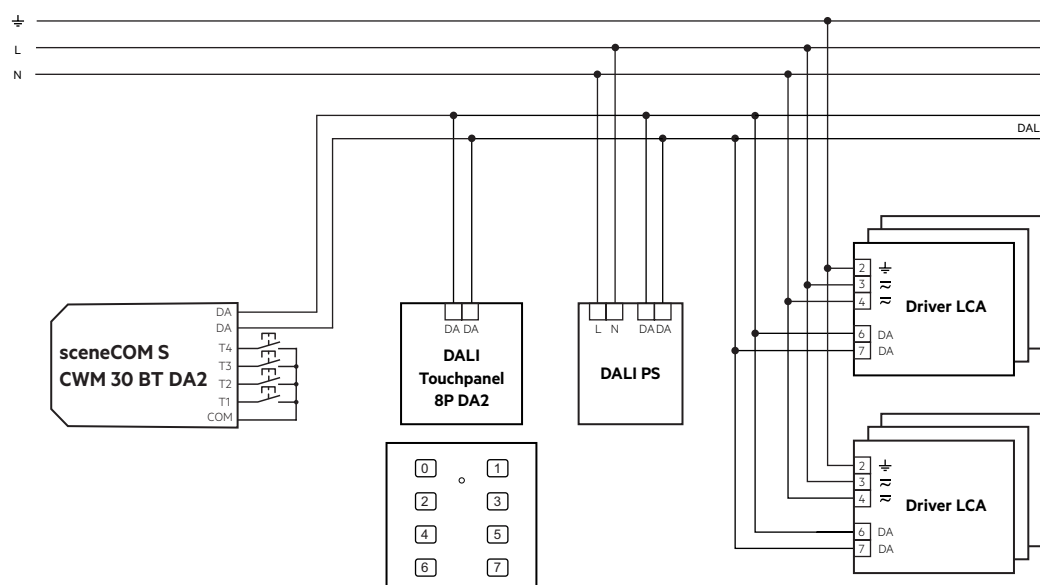 L
N
DAL
sceneCOM S
CWM 30 BT DA2
DA
DA
T4
T3
T2
T1
COM
DA DA
DALI
Touchpanel
8P DA2
L N DA DA
DALI PS
2
3
4
6 DA
7 DA
Driver LCA
0 1
2 3
4 5
6 7
2
3
4
6 DA
7 DA
Driver LCA